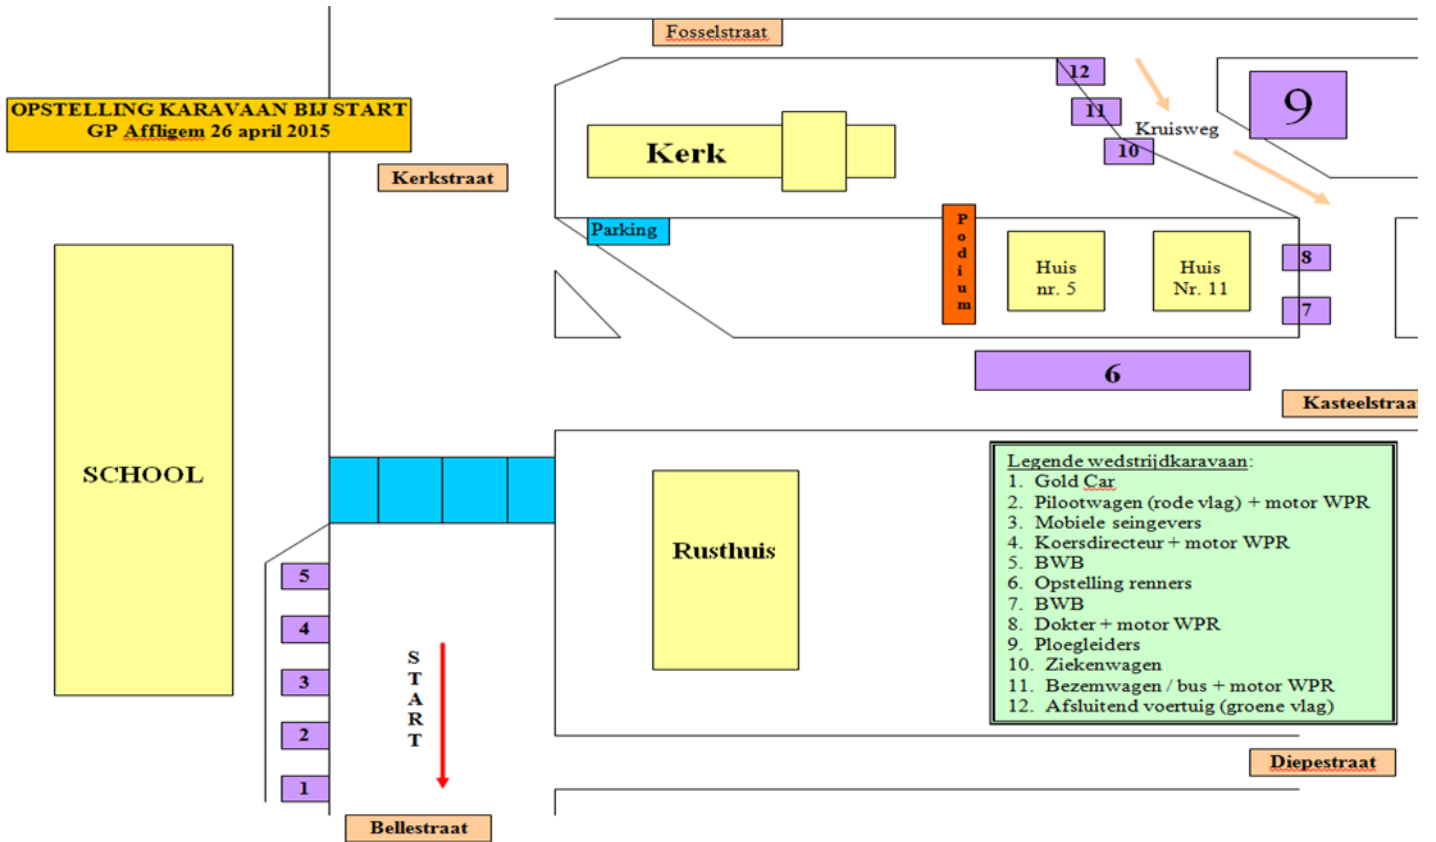 Fosselstraat
OPSTELLING KARAVAAN BIJ START
GP Affligem 26 april 2015
Kerkstraat
Kerk
Parking
Podium
Huis
nr. 5
Huis
Nr. 11
12
11
10
Kruisweg
9
8
7
6
Kasteelstraa
SCHOOL
Rusthuis
5
4
3
2
1
START
Bellestraat
Diepestraat
Legende wedstrijdkaravaan:
1. Gold Car
2. Pilootwagen (rode vlag) + motor WPR
3. Mobiele seingevers
4. Koersdirecteur + motor WPR
5. BWB
6. Opstelling renners
7. BWB
8. Dokter + motor WPR
9. Ploegleiders
10. Ziekenwagen
11. Bezemwagen / bus + motor WPR
12. Afsluitend voertuig (groene vlag)